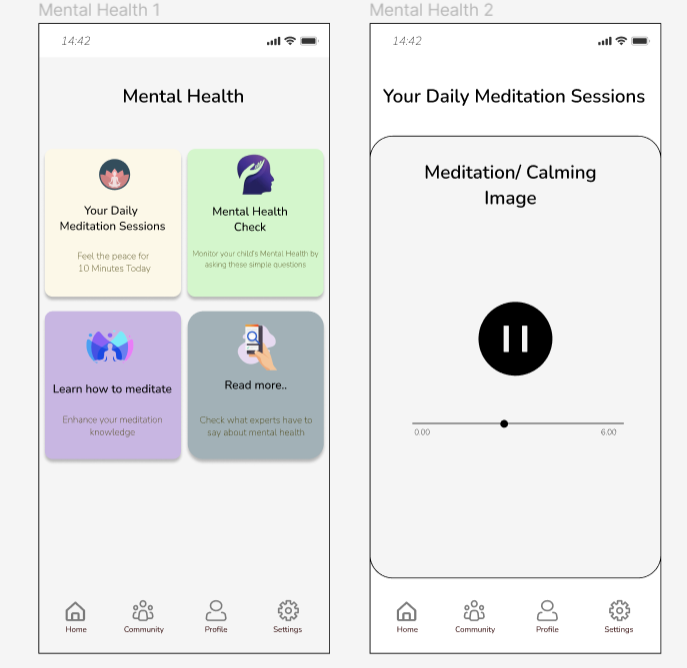 Mental Health 1
14:42
Mental Health
Your Daily
Meditation Sessions
Feel the peace for
10 Minutes Today
Mental Health
Check
Monitor your child's Mental Health by
asking these simple questions
Learn how to meditate
Enhance your meditation
knowledge
Read more..
Check what experts have to
say about mental health
Home
Community
Profile
Settings
Mental Health 2
14:42
Your Daily Meditation Sessions
Meditation/ Calming
Image
0.00
6.00
Home
Community
Profile
Settings